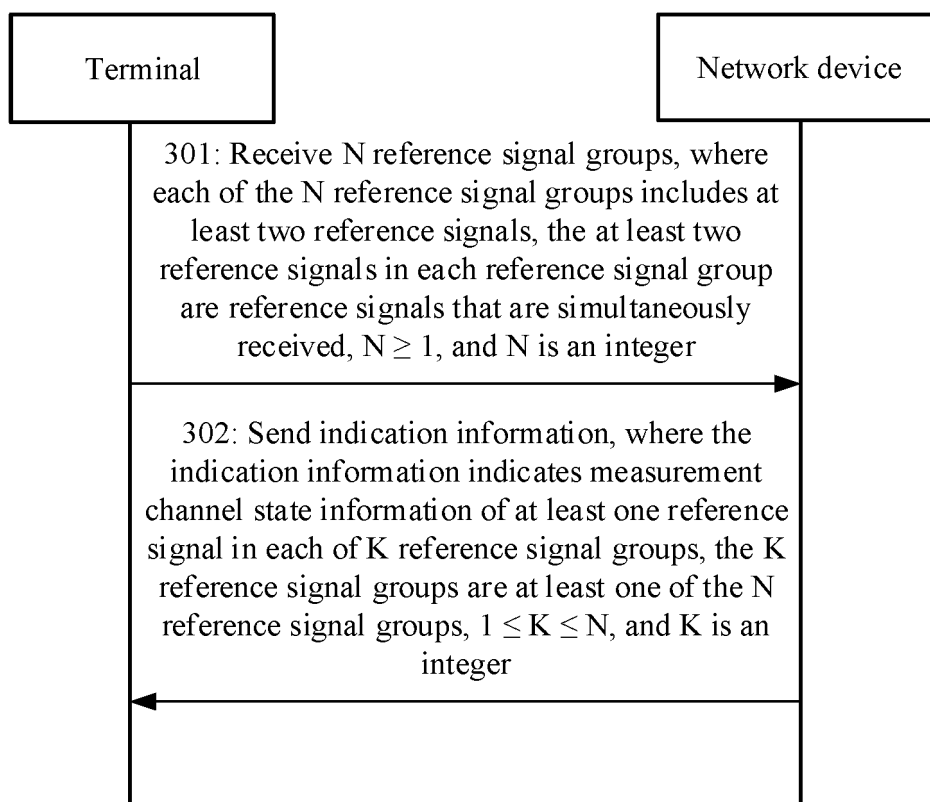 Terminal
Network device
301: Receive N reference signal groups, where
each of the N reference signal groups includes at
least two reference signals, the at least two
reference signals in each reference signal group
are reference signals that are simultaneously
received, N ≥ 1, and N is an integer
302: Send indication information, where the
indication information indicates measurement
channel state information of at least one reference
signal in each of K reference signal groups, the K
reference signal groups are at least one of the N
reference signal groups, 1 ≤ K ≤ N, and K is an
integer